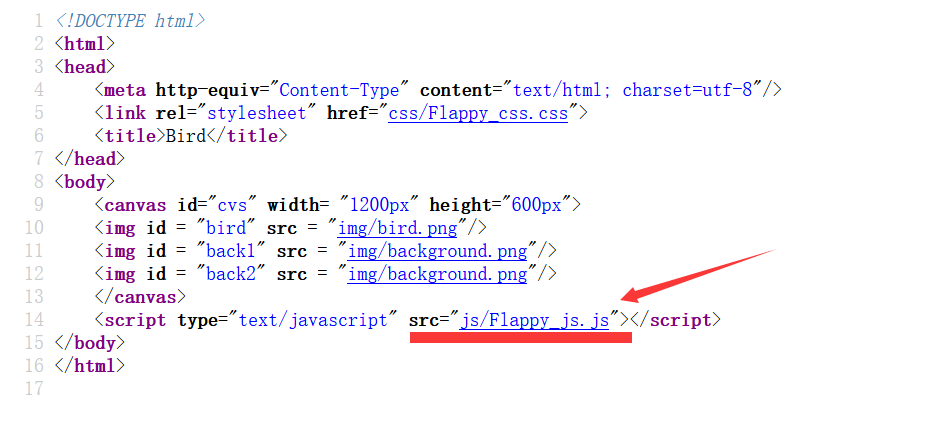 1 <!DOCTYPE html>
2 <html>
3 <head>
4 <meta http-equiv="Content-Type" content="text/html; charset=utf-8"/>
5 <link rel="stylesheet" href="css/Flappy_css.css">
6 <title>Bird</title>
7 </head>
8 <body>
9 <canvas id="cvs" width= "1200px" height="600px">
10 <img id = "bird" src = "img/bird.png"/>
11 <img id = "back1" src = "img/background.png"/>
12 <img id = "back2" src = "img/background.png"/>
13 </canvas>
14 <script type="text/javascript" src="js/Flappy_js.js"></script>
15 </body>
16 </html>
17